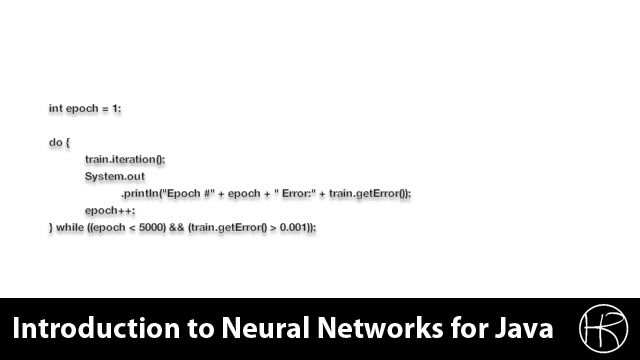 int epoch = 1;
do {
train.iteration();
System.out
.println("Epoch #" + epoch + " Error:" + train.getError());
epoch++;
} while ((epoch < 5000) && (train.getError() > 0.001));
Introduction to Neural Networks for Java
HR